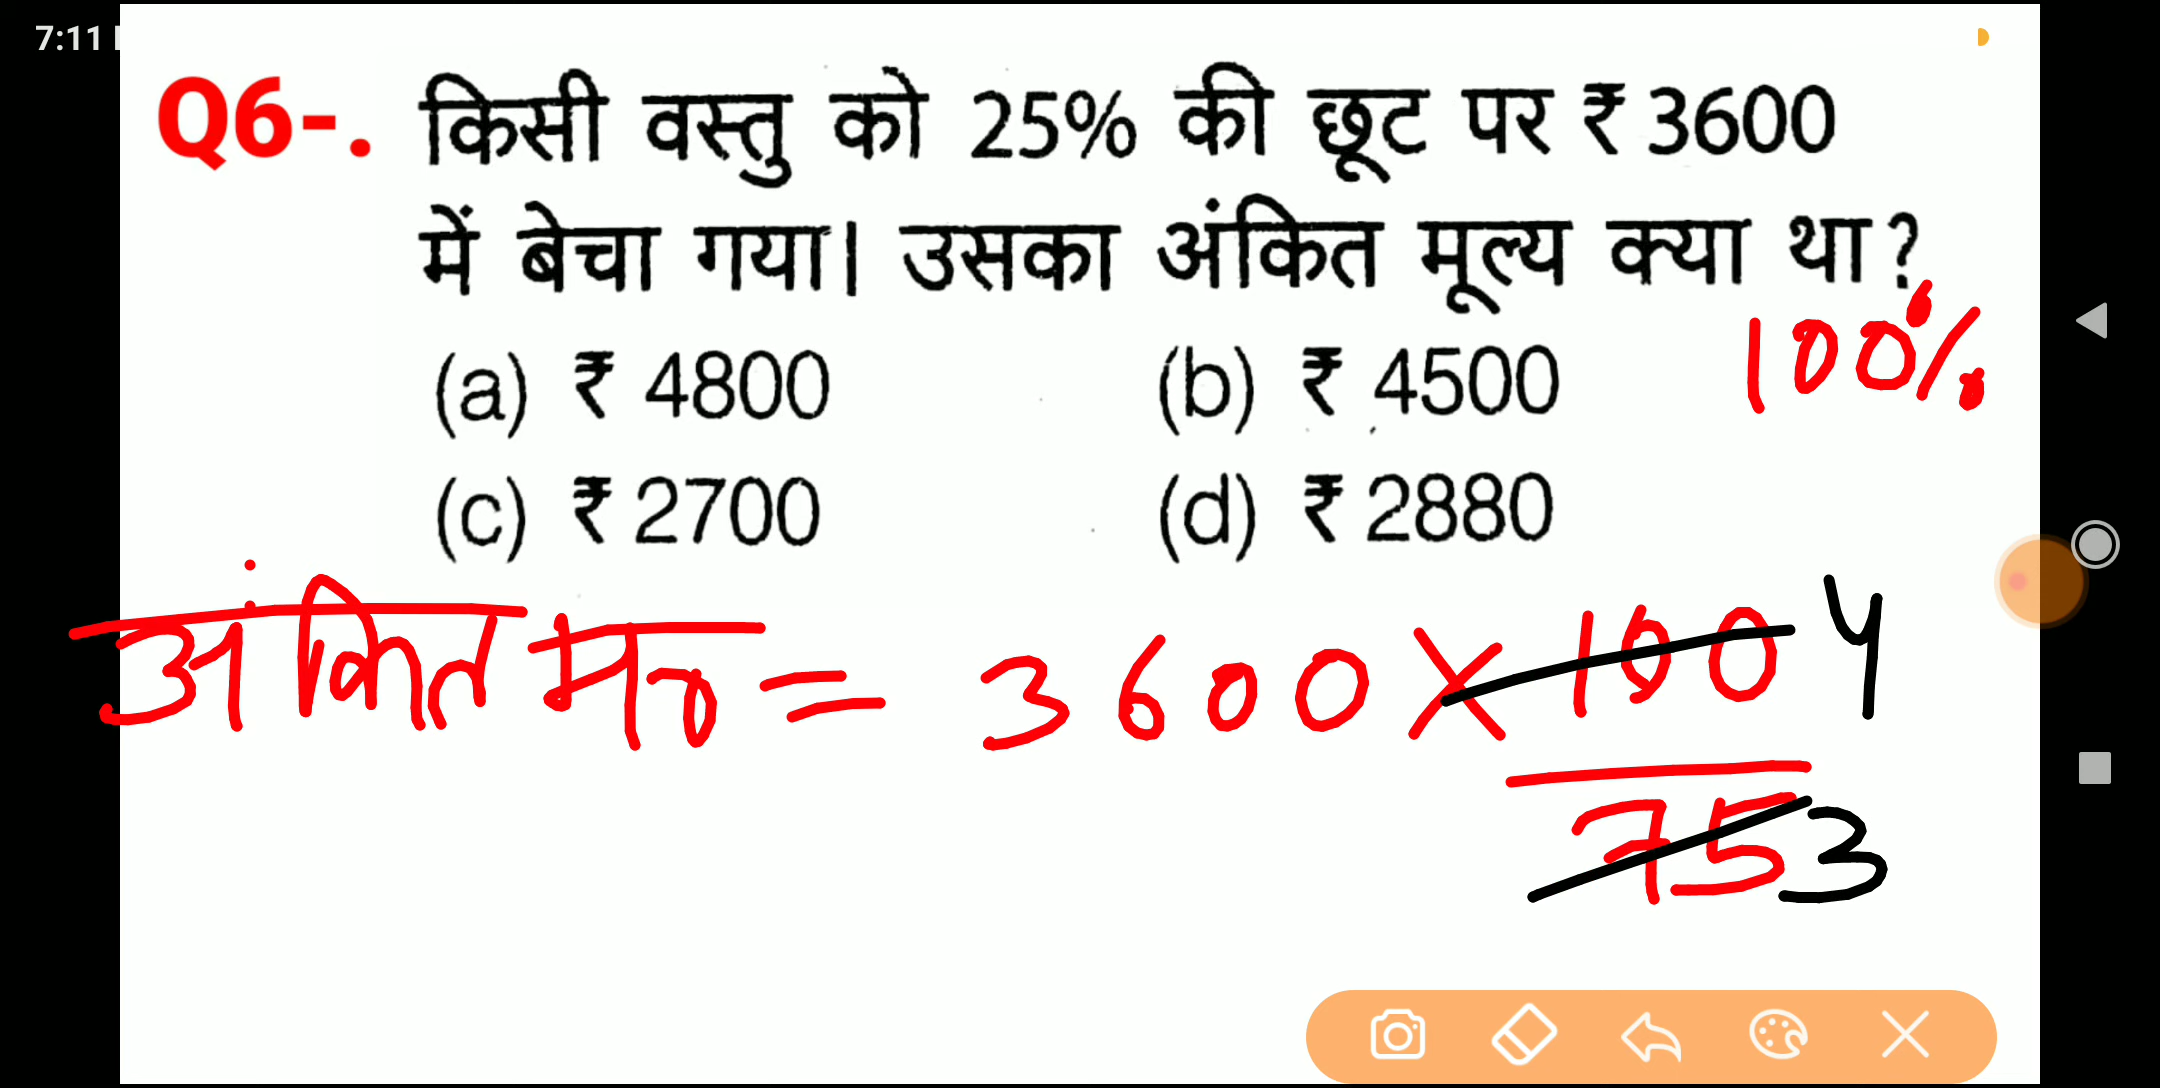 7:11
Q6-. किसी वस्तु को 25% की छूट पर ₹ 3600
में बेचा गया। उसका अंकित मूल्य क्या था?
100%
(a) ₹ 4800 (b) ₹ 4500
(c) ₹ 2700 (d) ₹ 2880
अंकित मू0 = 3600 × 100 4
75 3